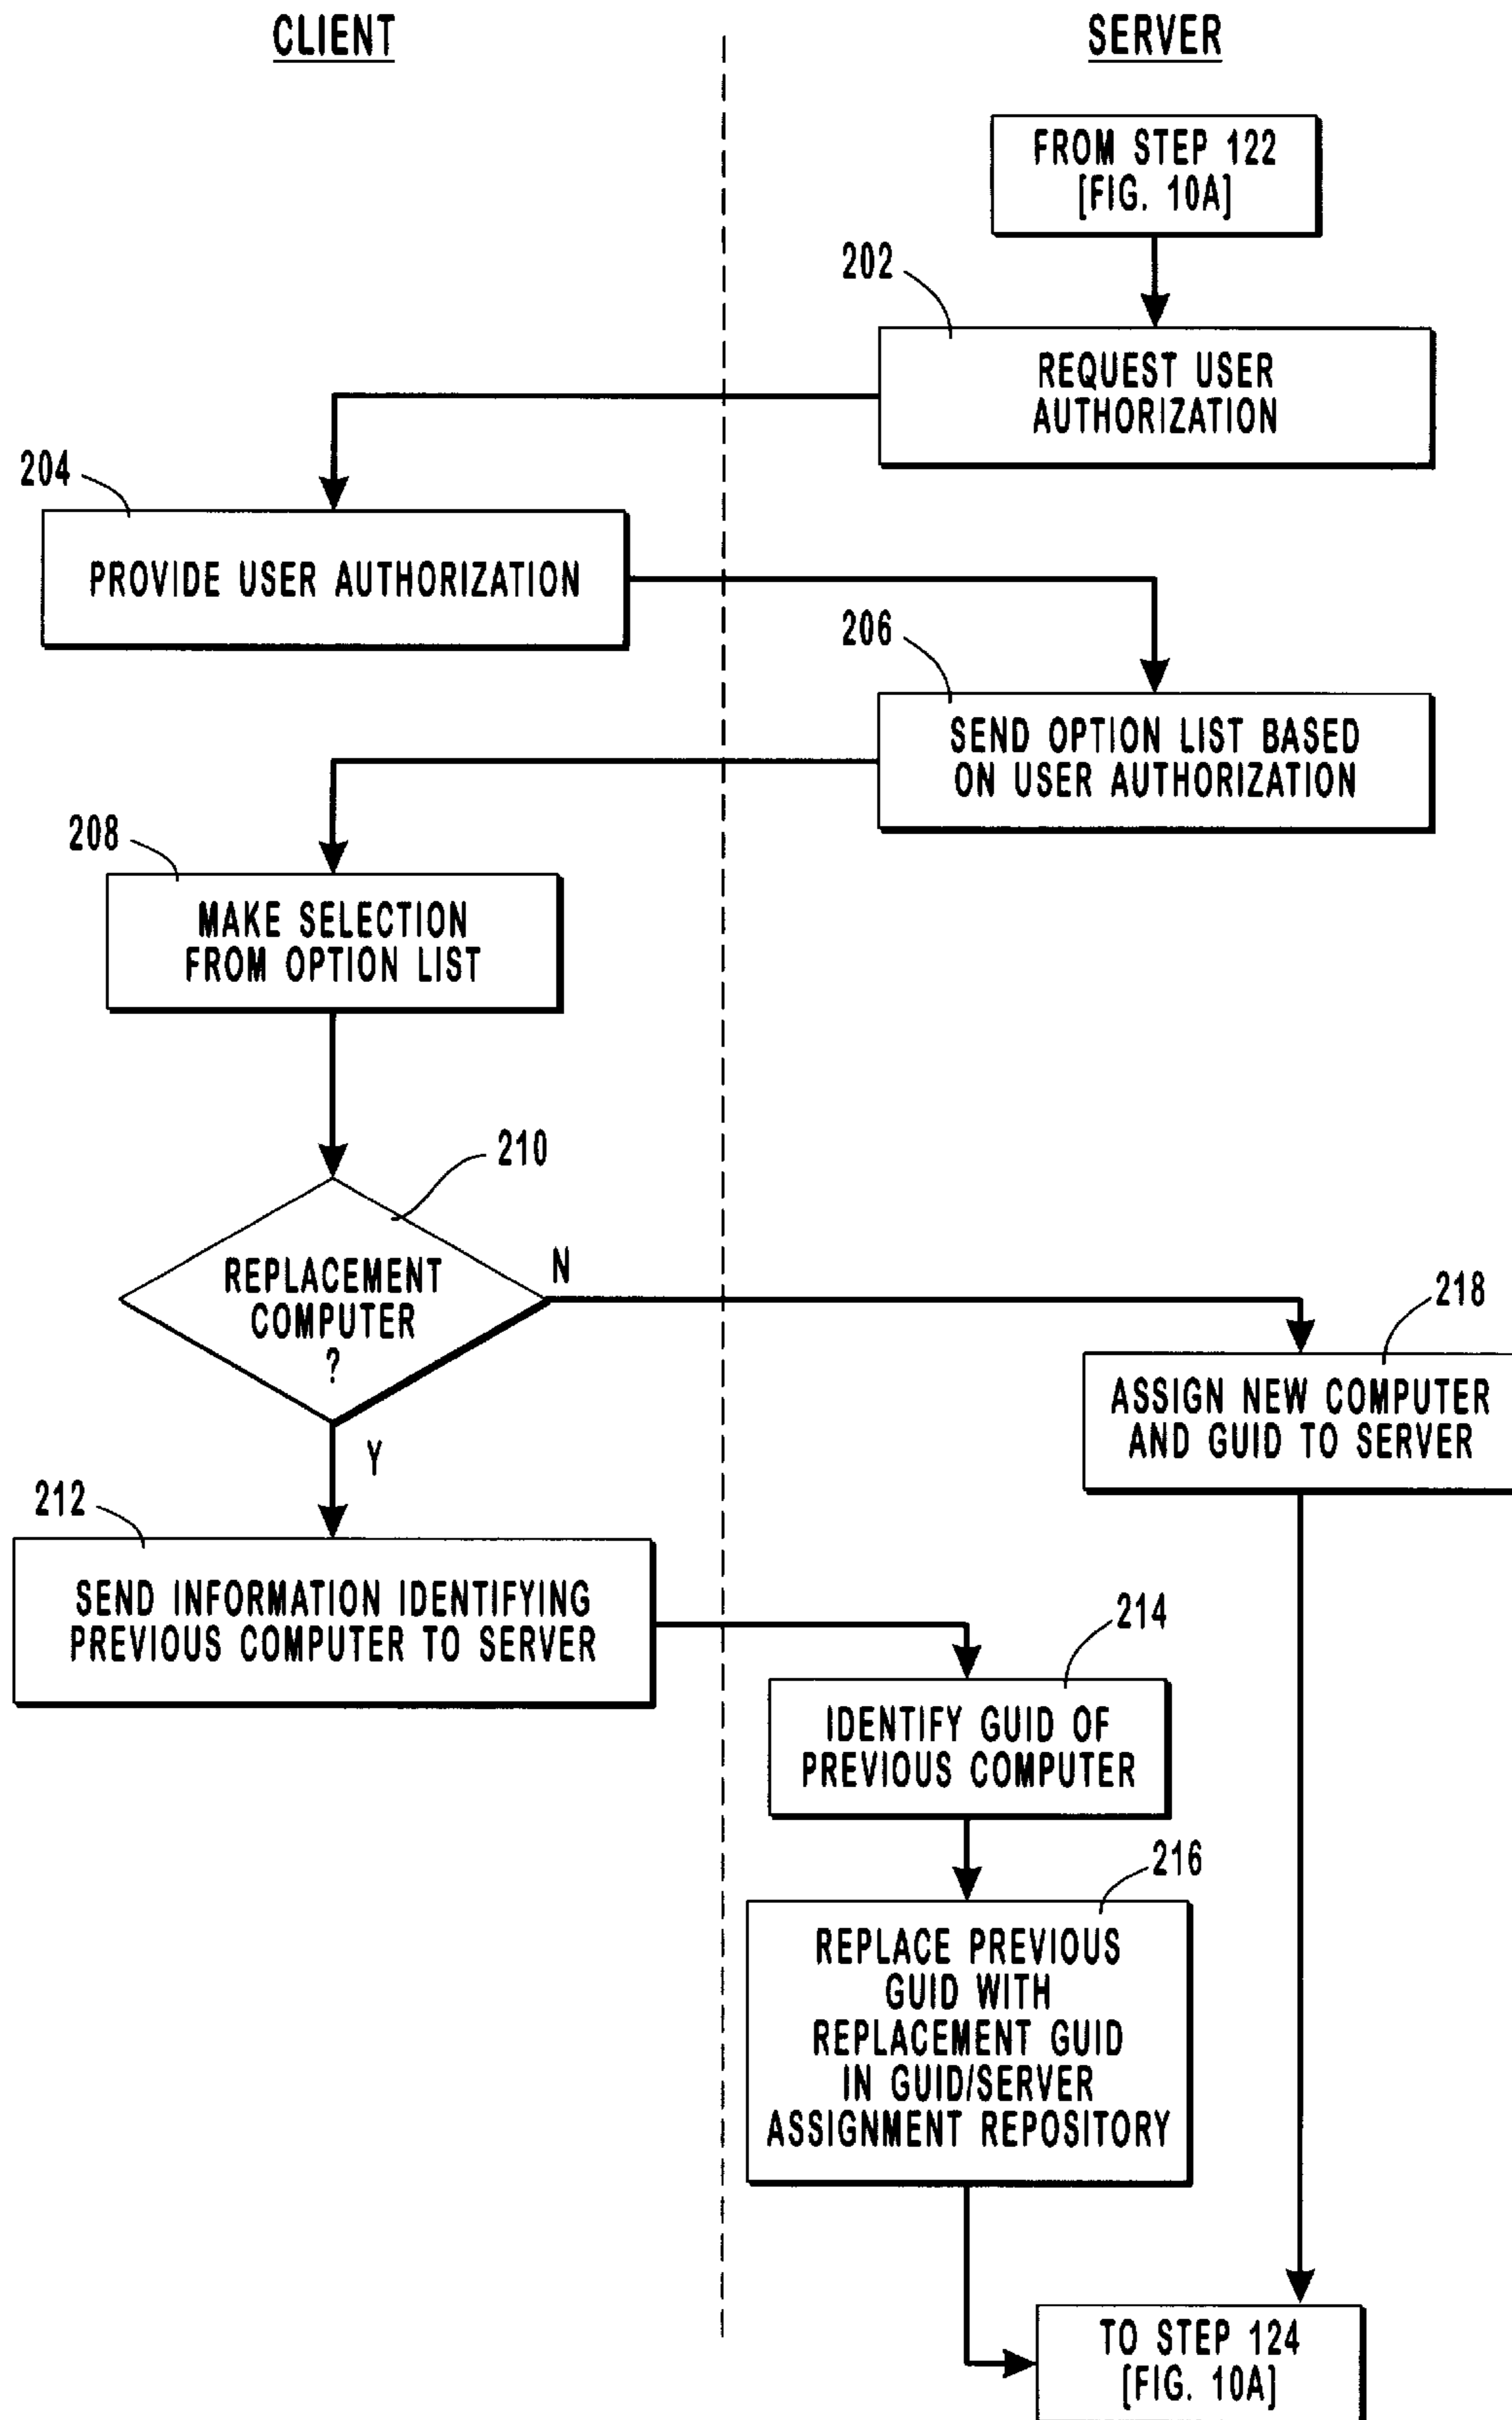 CLIENT
SERVER
FROM STEP 122
[FIG. 10A]
202
REQUEST USER
AUTHORIZATION
204
PROVIDE USER AUTHORIZATION
206
SEND OPTION LIST BASED
ON USER AUTHORIZATION
208
MAKE SELECTION
FROM OPTION LIST
210
REPLACEMENT
COMPUTER
?
N
Y
218
ASSIGN NEW COMPUTER
AND GUID TO SERVER
212
SEND INFORMATION IDENTIFYING
PREVIOUS COMPUTER TO SERVER
214
IDENTIFY GUID OF
PREVIOUS COMPUTER
216
REPLACE PREVIOUS
GUID WITH
REPLACEMENT GUID
IN GUID/SERVER
ASSIGNMENT REPOSITORY
TO STEP 124
[FIG. 10A]